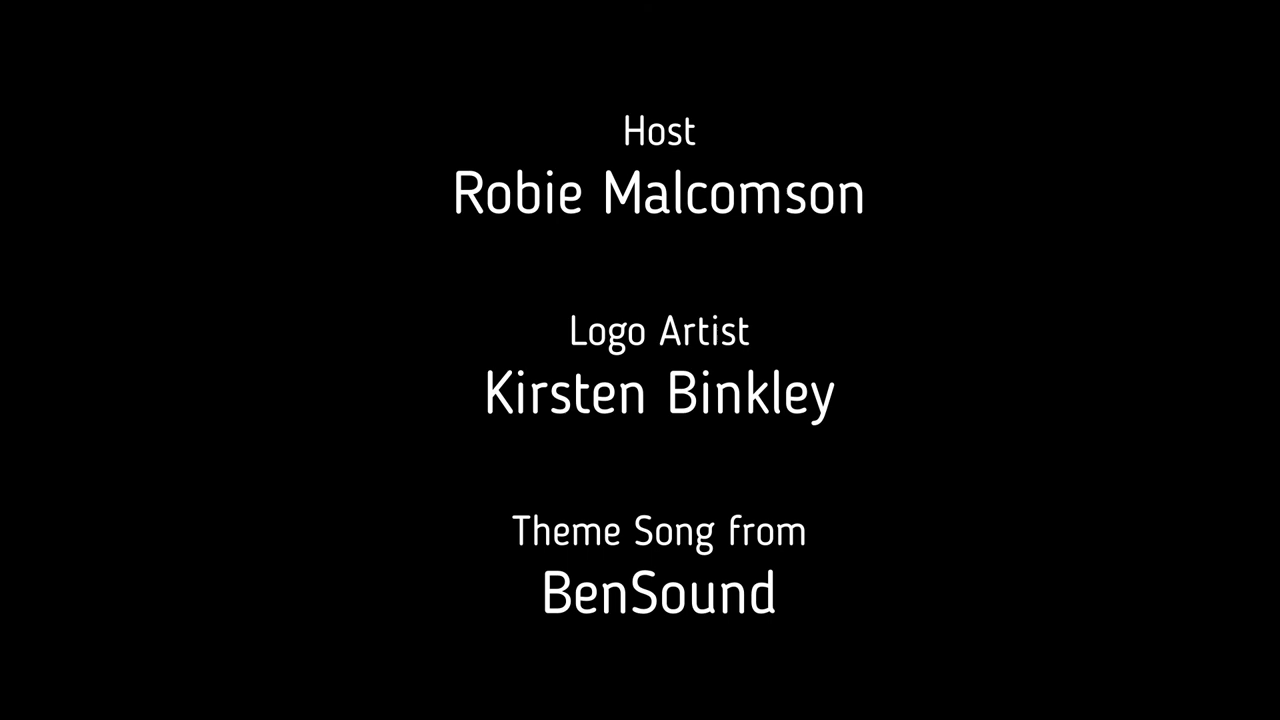 Host
Robie Malcomson
Logo Artist
Kirsten Binkley
Theme Song from
BenSound